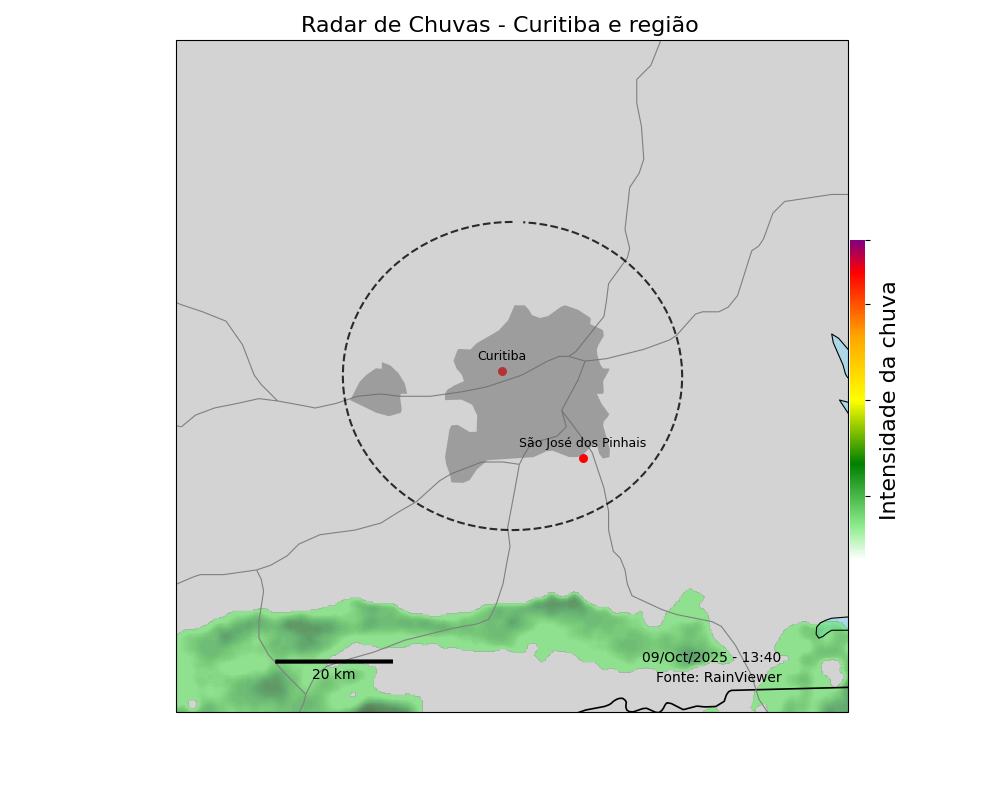 Radar de Chuvas - Curitiba e região
Curitiba
São José dos Pinhais
Intensidade da chuva
09/Oct/2025 - 13:40
20 km
Fonte: RainViewer